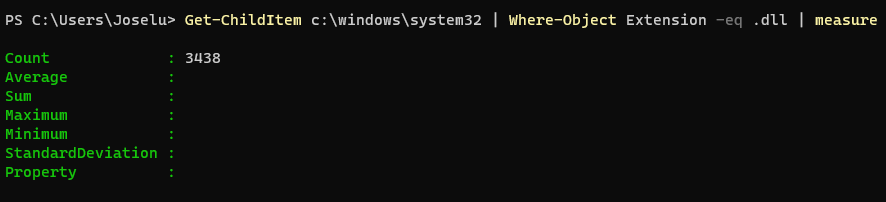 PS C:\Users\Joselu> Get-ChildItem c:\windows\system32 | Where-Object Extension -eq .dll | measure
Count : 3438
Average :
Sum :
Maximum :
Minimum :
StandardDeviation :
Property :